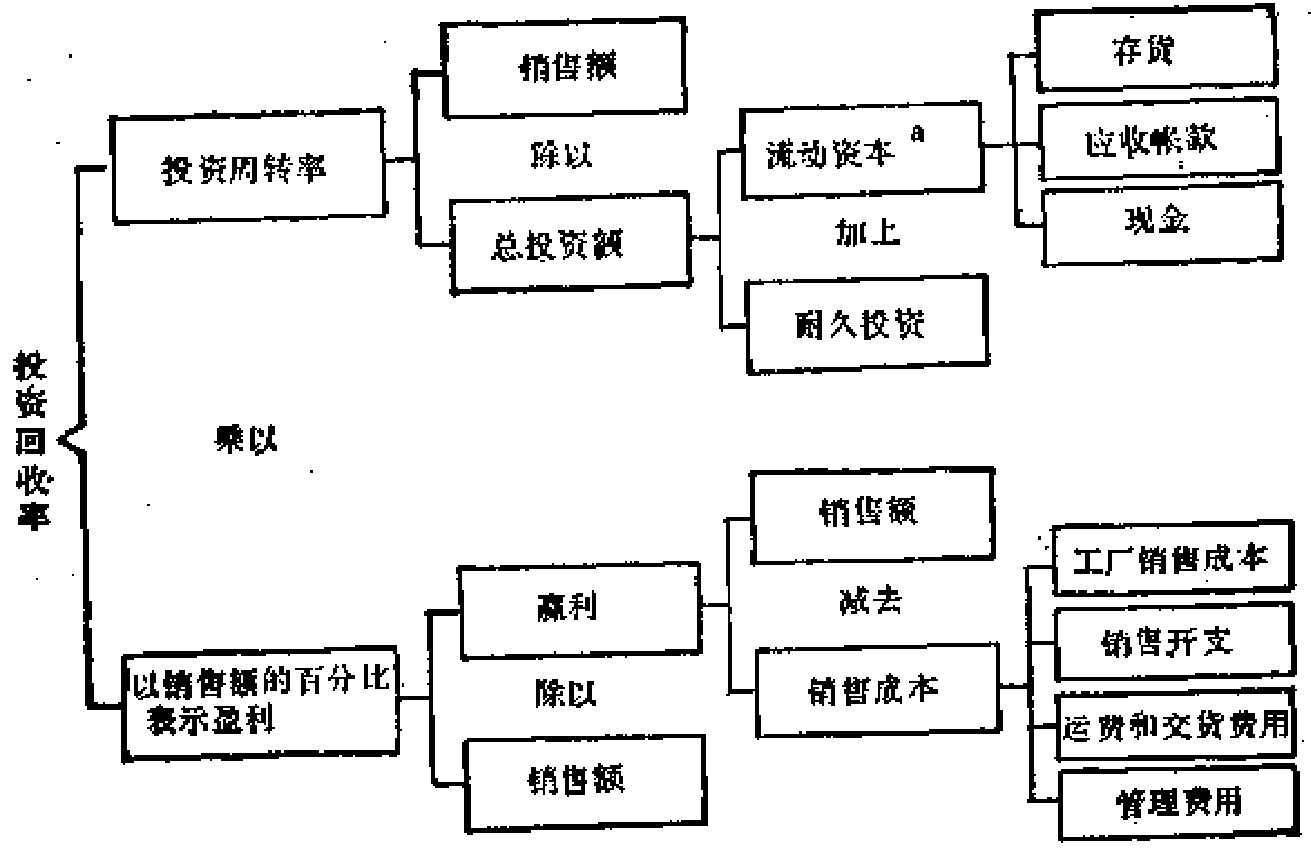 销售额
存货
投资周转率
除以
流动资本 a
应收帐款
总投资额
加上
现金
耐久投资
投资回收率
乘以
销售额
工厂销售成本
赢利
减去
销售开支
以销售额的百分比
表示盈利
除以
销售成本
运费和交货费用
销售额
管理费用